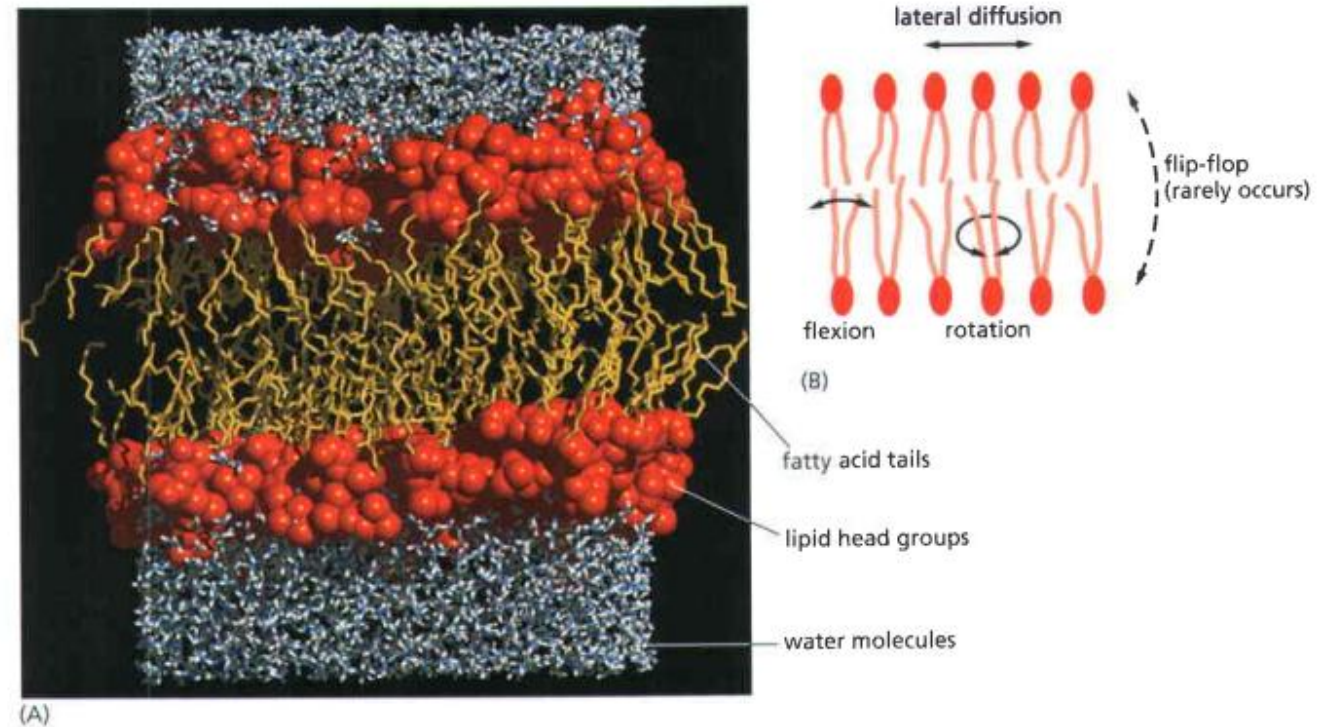 lateral diffusion
flip-flop
(rarely occurs)
flexion
rotation
(B)
fatty acid tails
lipid head groups
water molecules
(A)